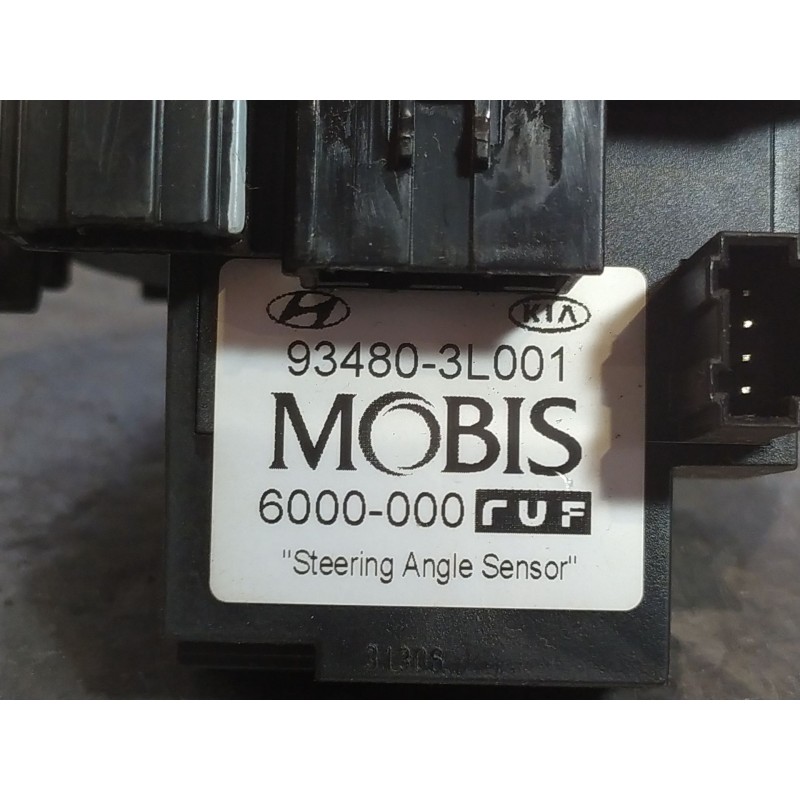 KIA
93480-3L001
MOBIS
6000-000 ruf
"Steering Angle Sensor"